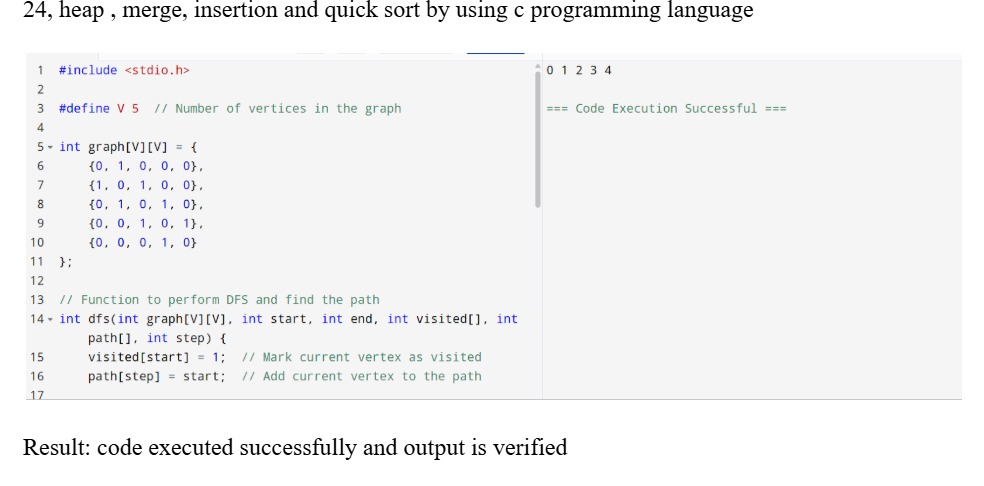 24, heap , merge, insertion and quick sort by using c programming language
1 #include <stdio.h>
2
3 #define V 5 // Number of vertices in the graph
4
5 int graph[V][V] = {
6 {0, 1, 0, 0, 0},
7 {1, 0, 1, 0, 0},
8 {0, 1, 0, 1, 0},
9 {0, 0, 1, 0, 1},
10 {0, 0, 0, 1, 0}
11 };
12
13 // Function to perform DFS and find the path
14 int dfs(int graph[V][V], int start, int end, int visited[], int
path[], int step) {
15 visited[start] = 1; // Mark current vertex as visited
16 path[step] = start; // Add current vertex to the path
17
0 1 2 3 4
=== Code Execution Successful ===
Result: code executed successfully and output is verified